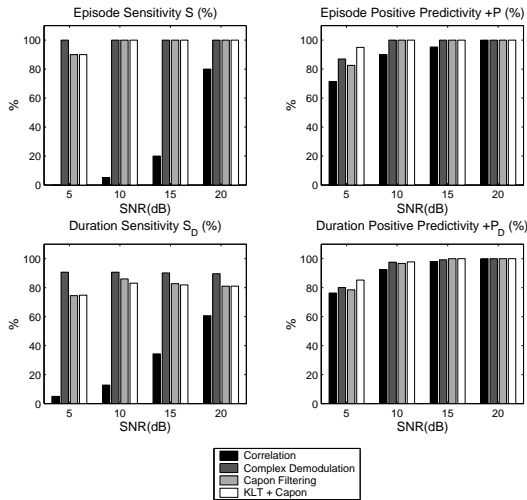 Episode Sensitivity S (%)
100
80
60
40
20
0
%
5 10 15 20
SNR(dB)
Episode Positive Predictivity +P (%)
100
80
60
40
20
0
%
5 10 15 20
SNR(dB)
Duration Sensitivity S_D (%)
100
80
60
40
20
0
%
5 10 15 20
SNR(dB)
Duration Positive Predictivity +P_D (%)
100
80
60
40
20
0
%
5 10 15 20
SNR(dB)
Correlation
Complex Demodulation
Capon Filtering
KLT + Capon